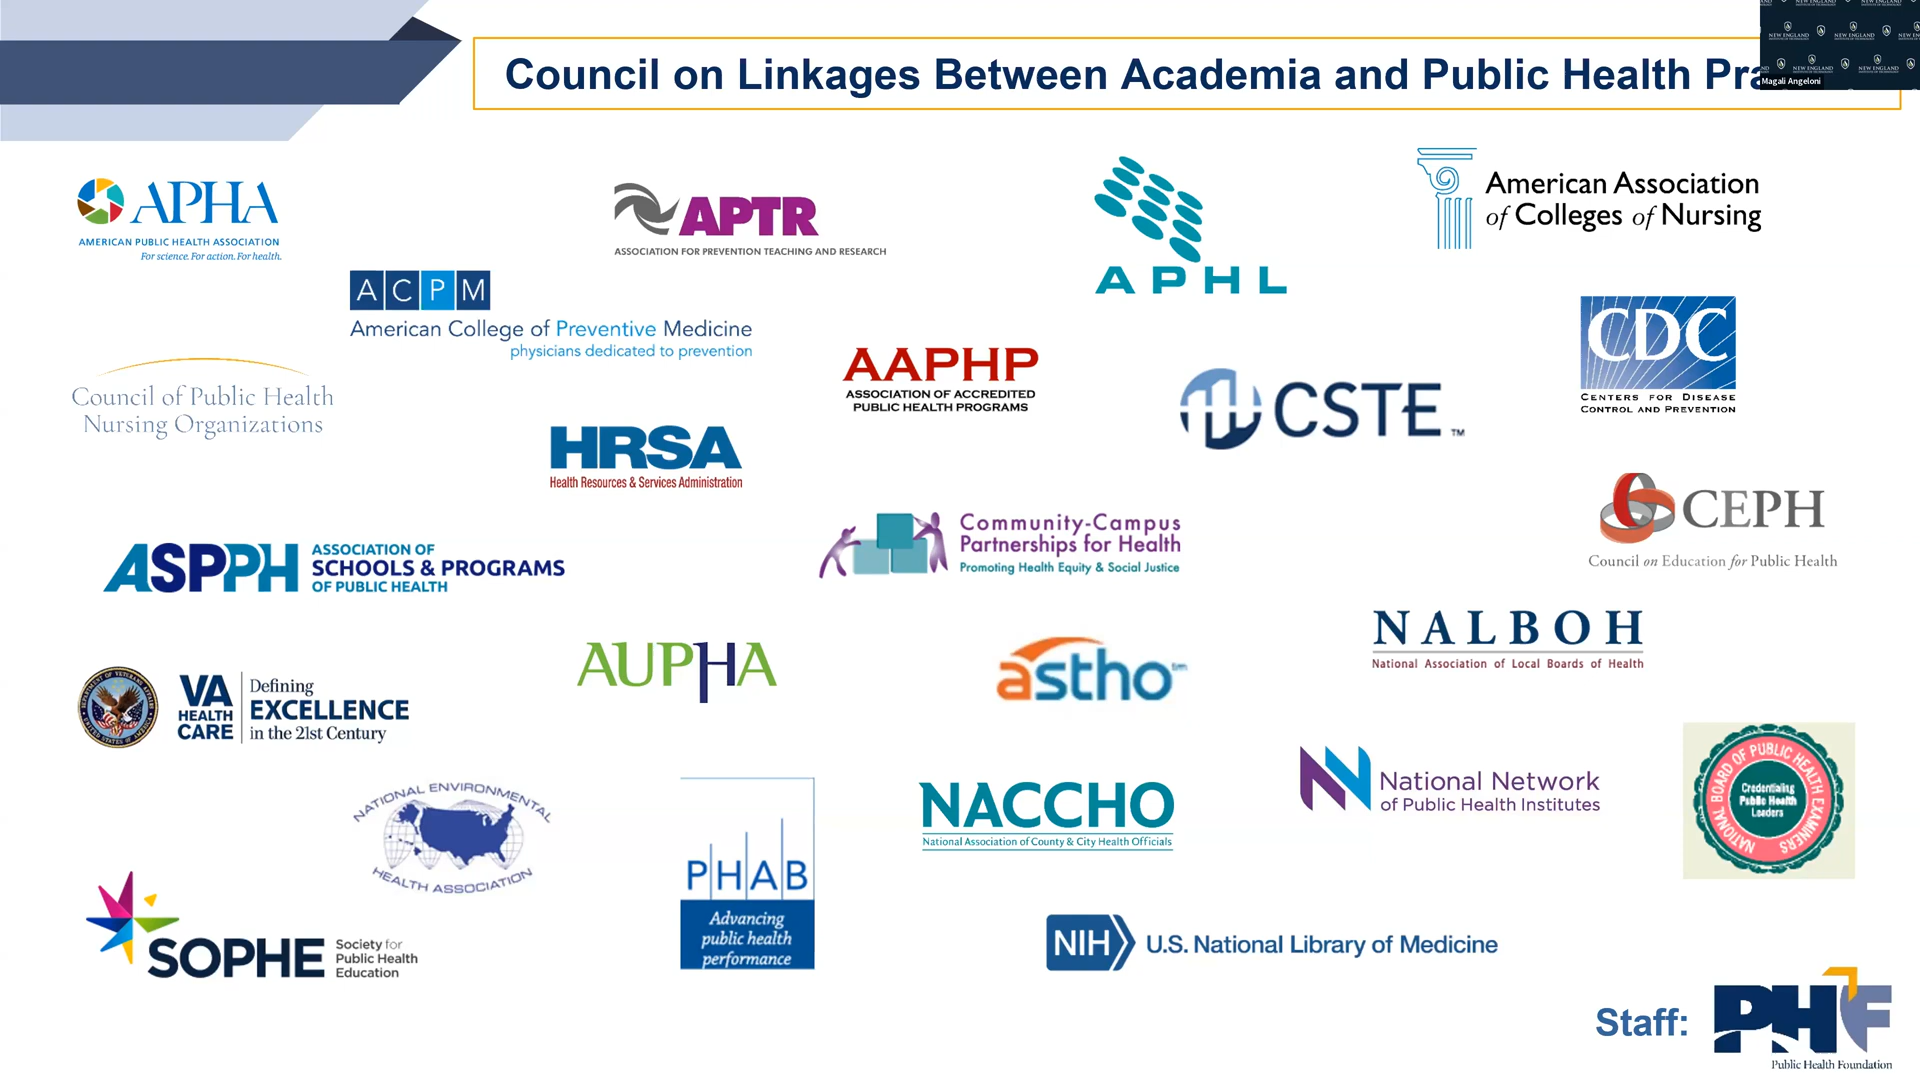 Council on Linkages Between Academia and Public Health Pra
NEW ENGLAND
Magali Angeloni
APHA
AMERICAN PUBLIC HEALTH ASSOCIATION
For science. For action. For health.
APTR
ASSOCIATION FOR PREVENTION TEACHING AND RESEARCH
APHL
American Association
of Colleges of Nursing
ACPM
American College of Preventive Medicine
physicians dedicated to prevention
CDC
CENTERS FOR DISEASE
CONTROL AND PREVENTION
Council of Public Health
Nursing Organizations
AAPHP
ASSOCIATION OF ACCREDITED
PUBLIC HEALTH PROGRAMS
CSTE™
HRSA
Health Resources & Services Administration
CEPH
Council on Education for Public Health
Community-Campus
Partnerships for Health
Promoting Health Equity & Social Justice
ASPPH
ASSOCIATION OF
SCHOOLS & PROGRAMS
OF PUBLIC HEALTH
NALBOH
National Association of Local Boards of Health
AUPHA
astho
VA
HEALTH
CARE
Defining
EXCELLENCE
in the 21st Century
NATIONAL ENVIRONMENTAL
HEALTH ASSOCIATION
PHAB
Advancing
public health
performance
NACCHO
National Association of County & City Health Officials
National Network
of Public Health Institutes
NATIONAL BOARD OF PUBLIC HEALTH EXAMINERS
Credentialing
Public Health
Leaders
SOPHE
Society for
Public Health
Education
NIH
U.S. National Library of Medicine
Staff:
PHF
Public Health Foundation